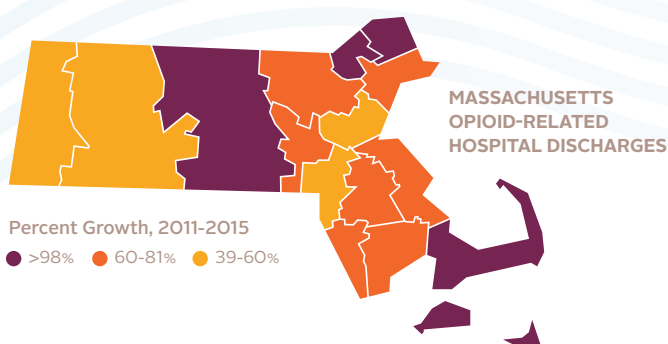 MASSACHUSETTS
OPIOID-RELATED
HOSPITAL DISCHARGES
Percent Growth, 2011-2015
>98% 60-81% 39-60%